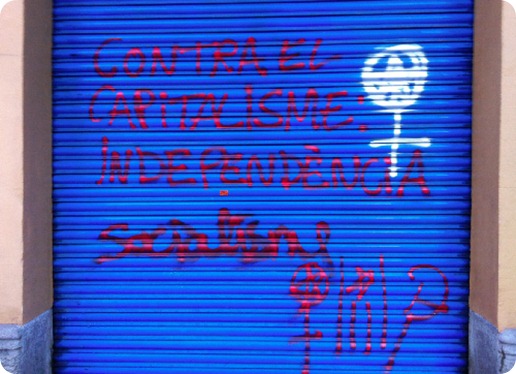 CONTRA EL
CAPITALISME:
INDEPENDÈNCIA
Socialisme